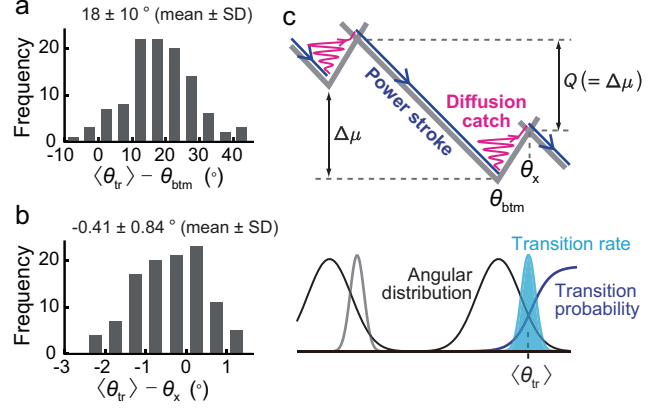 a
18 ± 10 ° (mean ± SD)
Frequency
20
10
0
-10 0 10 20 30 40
⟨θtr⟩ − θbtm (°)
b
-0.41 ± 0.84 ° (mean ± SD)
Frequency
20
10
0
-3 -2 -1 0 1
⟨θtr⟩ − θx (°)
c
Δμ
Power stroke
Diffusion
catch
Q (= Δμ)
θx
θbtm
Angular
distribution
Transition rate
Transition
probability
⟨θtr⟩